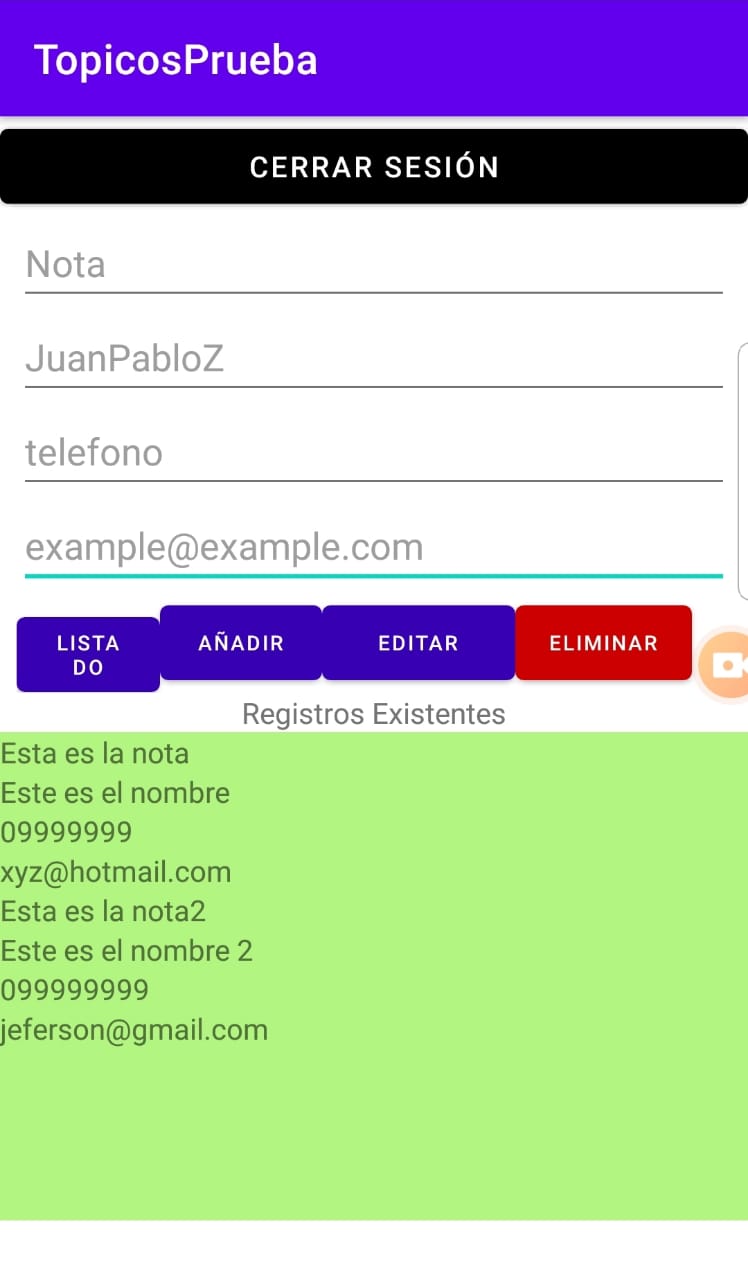 TopicosPrueba
CERRAR SESIÓN
Nota
JuanPabloZ
telefono
example@example.com
LISTA
DO
AÑADIR
EDITAR
ELIMINAR
Registros Existentes
Esta es la nota
Este es el nombre
09999999
xyz@hotmail.com
Esta es la nota2
Este es el nombre 2
099999999
jeferson@gmail.com